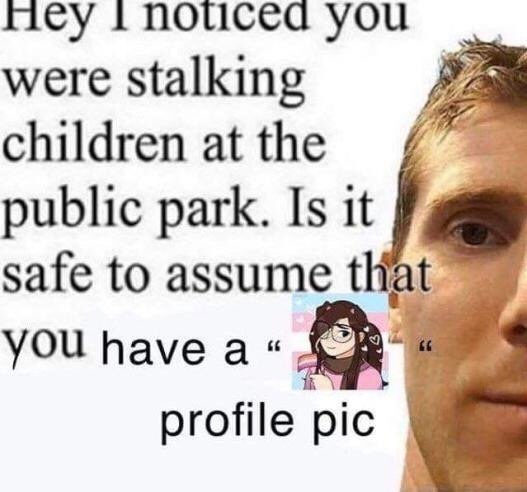 Hey I noticed you
were stalking
children at the
public park. Is it
safe to assume that
you have a “ “
profile pic